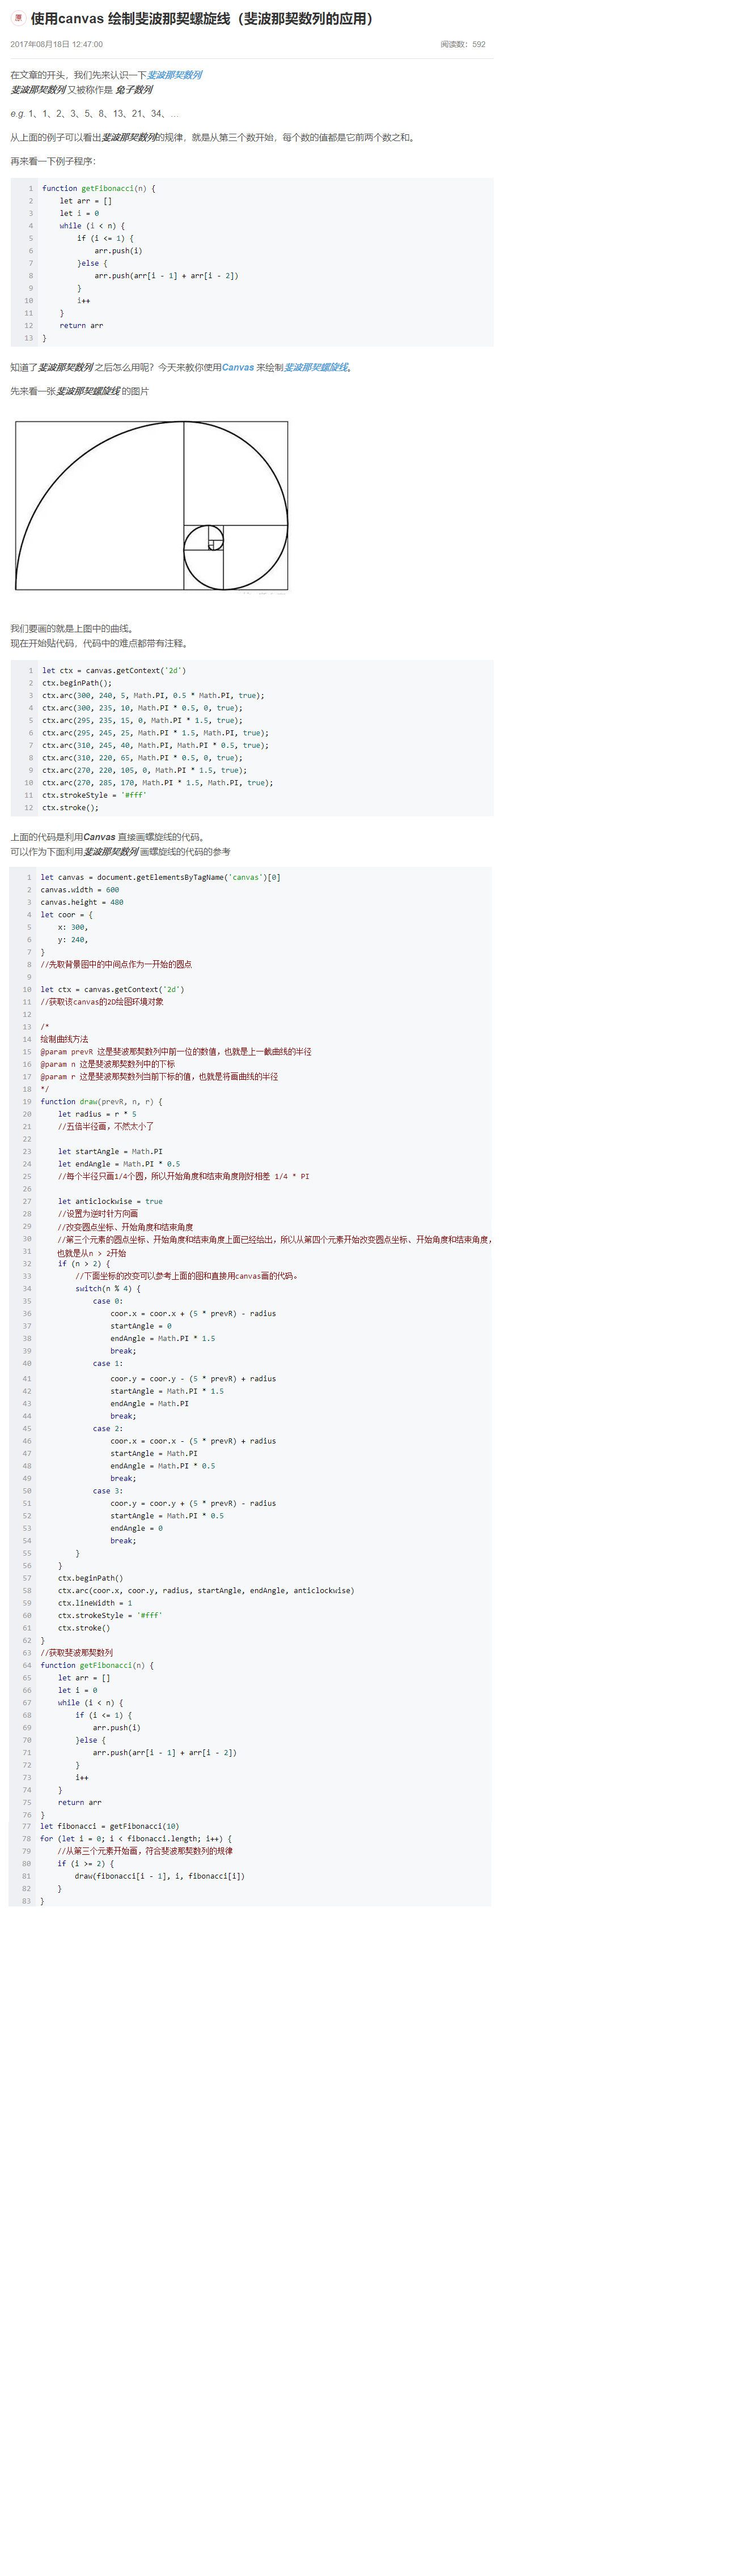 原 使用canvas 绘制斐波那契螺旋线（斐波那契数列的应用）
2017年08月18日 12:47:00 阅读数：592
在文章的开头，我们先来认识一下斐波那契数列
斐波那契数列 又被称作是 兔子数列
e.g. 1、1、2、3、5、8、13、21、34、…
从上面的例子可以看出斐波那契数列的规律，就是从第三个数开始，每个数的值都是它前两个数之和。
再来看一下例子程序：
1 function getFibonacci(n) {
2     let arr = []
3     let i = 0
4     while (i < n) {
5         if (i <= 1) {
6             arr.push(i)
7         }else {
8             arr.push(arr[i - 1] + arr[i - 2])
9         }
10         i++
11     }
12     return arr
13 }
知道了斐波那契数列 之后怎么用呢？今天来教你使用Canvas 来绘制斐波那契螺旋线。
先来看一张斐波那契螺旋线 的图片
我们要画的就是上图中的曲线。
现在开始贴代码，代码中的难点都带有注释。
1 let ctx = canvas.getContext('2d')
2 ctx.beginPath();
3 ctx.arc(300, 240, 5, Math.PI, 0.5 * Math.PI, true);
4 ctx.arc(300, 235, 10, Math.PI * 0.5, 0, true);
5 ctx.arc(295, 235, 15, 0, Math.PI * 1.5, true);
6 ctx.arc(295, 245, 25, Math.PI * 1.5, Math.PI, true);
7 ctx.arc(310, 245, 40, Math.PI, Math.PI * 0.5, true);
8 ctx.arc(310, 220, 65, Math.PI * 0.5, 0, true);
9 ctx.arc(270, 220, 105, 0, Math.PI * 1.5, true);
10 ctx.arc(270, 285, 170, Math.PI * 1.5, Math.PI, true);
11 ctx.strokeStyle = '#fff'
12 ctx.stroke();
上面的代码是利用Canvas 直接画螺旋线的代码。
可以作为下面利用斐波那契数列 画螺旋线的代码的参考
1 let canvas = document.getElementsByTagName('canvas')[0]
2 canvas.width = 600
3 canvas.height = 480
4 let coor = {
5     x: 300,
6     y: 240,
7 }
8 //先取背景图中的中间点作为一开始的圆点
9
10 let ctx = canvas.getContext('2d')
11 //获取该canvas的2D绘图环境对象
12
13 /*
14 绘制曲线方法
15 @param prevR 这是斐波那契数列中前一位的数值，也就是上一截曲线的半径
16 @param n 这是斐波那契数列中的下标
17 @param r 这是斐波那契数列当前下标的值，也就是将画曲线的半径
18 */
19 function draw(prevR, n, r) {
20     let radius = r * 5
21     //五倍半径画，不然太小了
22
23     let startAngle = Math.PI
24     let endAngle = Math.PI * 0.5
25     //每个半径只画1/4个圆，所以开始角度和结束角度刚好相差 1/4 * PI
26
27     let anticlockwise = true
28     //设置为逆时针方向画
29     //改变圆点坐标、开始角度和结束角度
30     //第三个元素的圆点坐标、开始角度和结束角度上面已经给出，所以从第四个元素开始改变圆点坐标、开始角度和结束角度，
31     也就是从n > 2开始
32     if (n > 2) {
33         //下面坐标的改变可以参考上面的图和直接用canvas画的代码。
34         switch(n % 4) {
35             case 0:
36                 coor.x = coor.x + (5 * prevR) - radius
37                 startAngle = 0
38                 endAngle = Math.PI * 1.5
39                 break;
40             case 1:
41                 coor.y = coor.y - (5 * prevR) + radius
42                 startAngle = Math.PI * 1.5
43                 endAngle = Math.PI
44                 break;
45             case 2:
46                 coor.x = coor.x - (5 * prevR) + radius
47                 startAngle = Math.PI
48                 endAngle = Math.PI * 0.5
49                 break;
50             case 3:
51                 coor.y = coor.y + (5 * prevR) - radius
52                 startAngle = Math.PI * 0.5
53                 endAngle = 0
54                 break;
55         }
56     }
57     ctx.beginPath()
58     ctx.arc(coor.x, coor.y, radius, startAngle, endAngle, anticlockwise)
59     ctx.lineWidth = 1
60     ctx.strokeStyle = '#fff'
61     ctx.stroke()
62 }
63 //获取斐波那契数列
64 function getFibonacci(n) {
65     let arr = []
66     let i = 0
67     while (i < n) {
68         if (i <= 1) {
69             arr.push(i)
70         }else {
71             arr.push(arr[i - 1] + arr[i - 2])
72         }
73         i++
74     }
75     return arr
76 }
77 let fibonacci = getFibonacci(10)
78 for (let i = 0; i < fibonacci.length; i++) {
79     //从第三个元素开始画，符合斐波那契数列的规律
80     if (i >= 2) {
81         draw(fibonacci[i - 1], i, fibonacci[i])
82     }
83 }